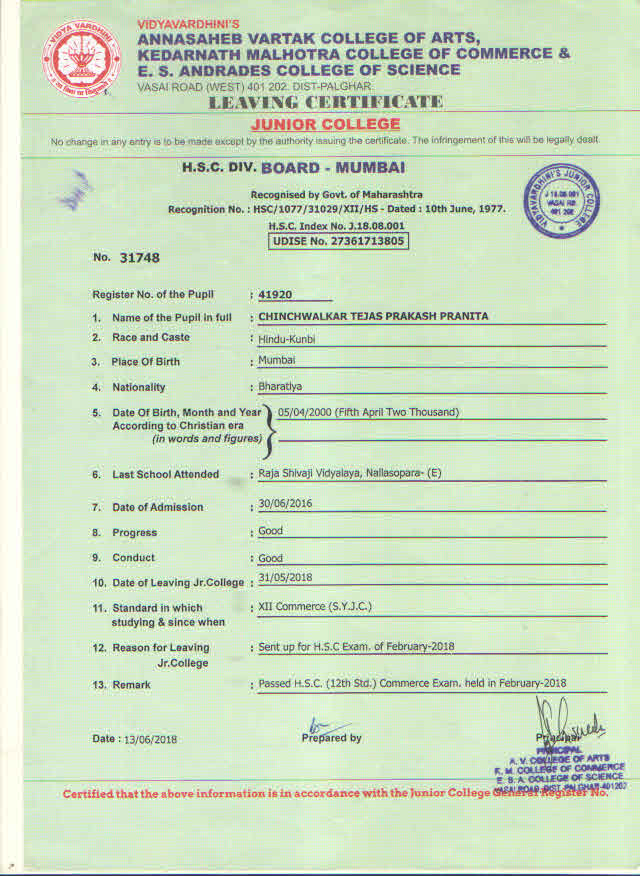 VIDYA VARDHINI
VIDYAVARDHINI'S
ANNASAHEB VARTAK COLLEGE OF ARTS,
KEDARNATH MALHOTRA COLLEGE OF COMMERCE &
E. S. ANDRADES COLLEGE OF SCIENCE
VASAI ROAD (WEST) 401 202. DIST-PALGHAR.
LEAVING CERTIFICATE
JUNIOR COLLEGE
No change in any entry is to be made except by the authority issuing the certificate. The infringement of this will be legally dealt.
H.S.C. DIV. BOARD - MUMBAI
Recognised by Govt. of Maharashtra
Recognition No. : HSC/1077/31029/XII/HS - Dated : 10th June, 1977.
H.S.C. Index No. J.18.08.001
UDISE No. 27361713805
VIDYAVARDHINI'S JUNIOR COLLEGE
J 18.08.001
VASAI RD.
401 202
No. 31748
Register No. of the Pupil : 41920
1. Name of the Pupil in full : CHINCHWALKAR TEJAS PRAKASH PRANITA
2. Race and Caste : Hindu-Kunbi
3. Place Of Birth : Mumbai
4. Nationality : Bharatiya
5. Date Of Birth, Month and Year 05/04/2000 (Fifth April Two Thousand)
According to Christian era
(in words and figures)
6. Last School Attended : Raja Shivaji Vidyalaya, Nallasopara- (E)
7. Date of Admission : 30/06/2016
8. Progress : Good
9. Conduct : Good
10. Date of Leaving Jr.College : 31/05/2018
11. Standard in which : XII Commerce (S.Y.J.C.)
studying & since when
12. Reason for Leaving : Sent up for H.S.C Exam. of February-2018
Jr.College
13. Remark : Passed H.S.C. (12th Std.) Commerce Exam. held in February-2018
Date : 13/06/2018 Prepared by Principal
PRINCIPAL
A. V. COLLEGE OF ARTS
K. M. COLLEGE OF COMMERCE
E. S. A. COLLEGE OF SCIENCE
VASAI ROAD, DIST-PALGHAR-401202
Certified that the above information is in accordance with the Junior College General Register No.